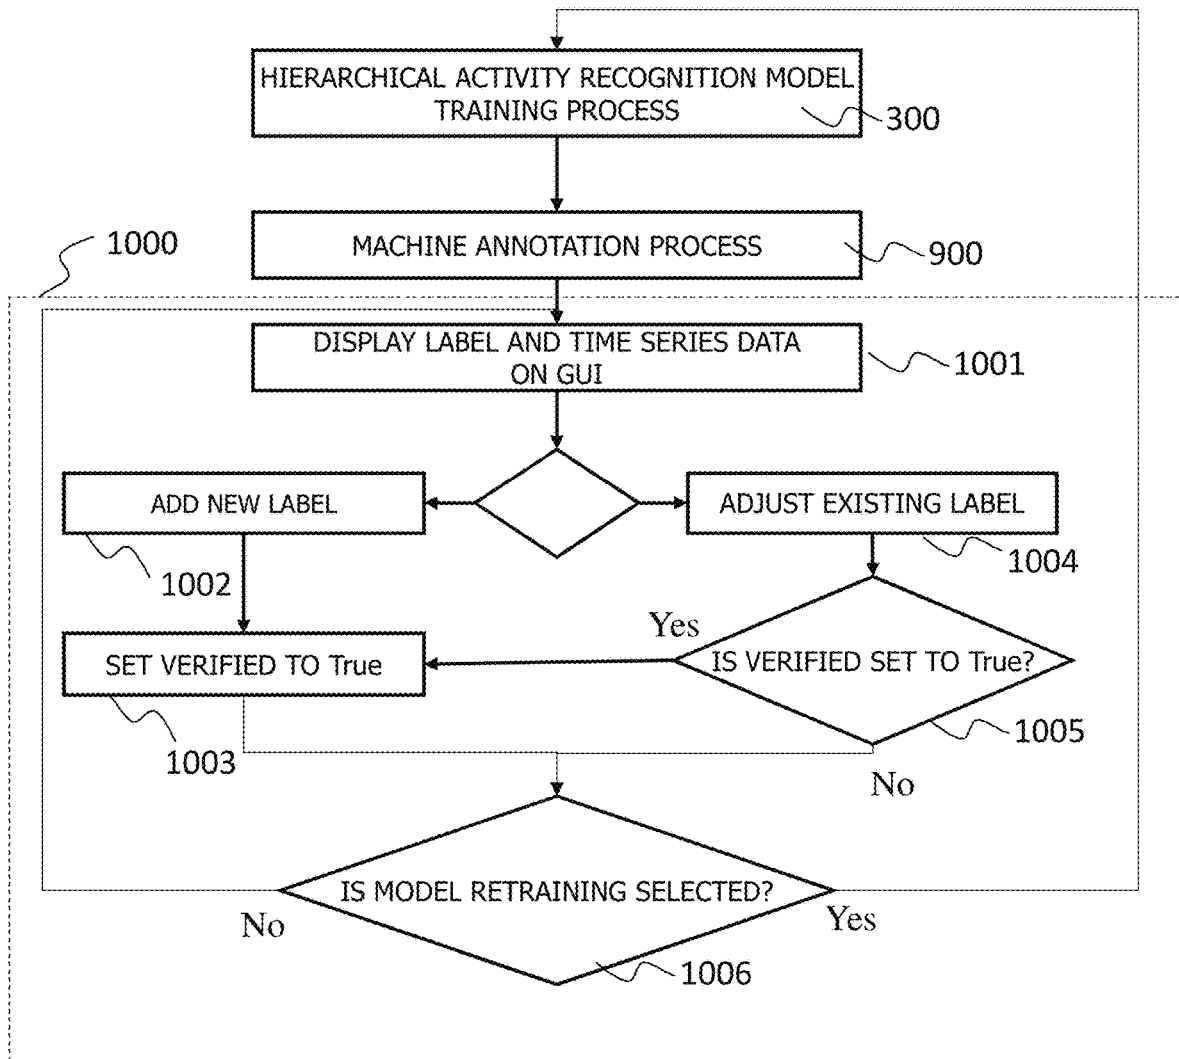 HIERARCHICAL ACTIVITY RECOGNITION MODEL
TRAINING PROCESS
300
1000
MACHINE ANNOTATION PROCESS
900
DISPLAY LABEL AND TIME SERIES DATA
ON GUI
1001
ADD NEW LABEL
ADJUST EXISTING LABEL
1002
1004
Yes
SET VERIFIED TO True
IS VERIFIED SET TO True?
1003
1005
No
IS MODEL RETRAINING SELECTED?
No
Yes
1006